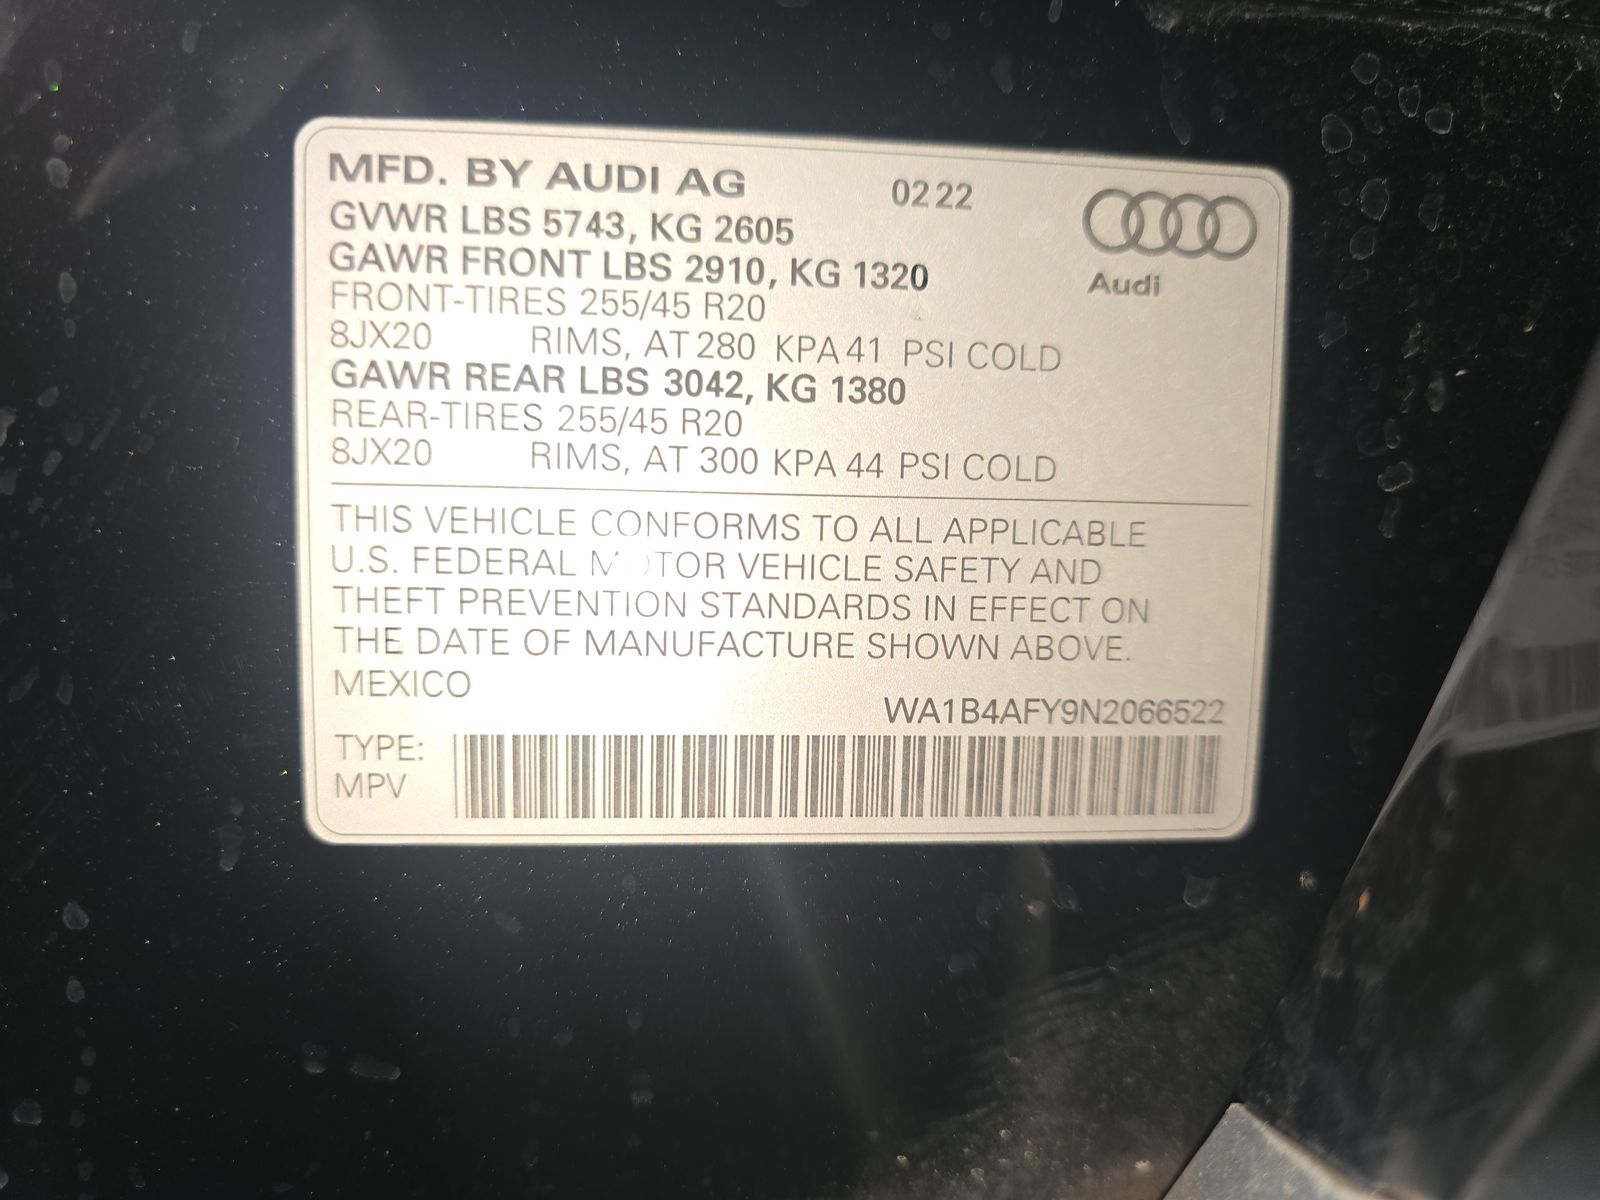 MFD. BY AUDI AG 0222
GVWR LBS 5743, KG 2605
GAWR FRONT LBS 2910, KG 1320
Audi
FRONT-TIRES 255/45 R20
8JX20 RIMS, AT 280 KPA 41 PSI COLD
GAWR REAR LBS 3042, KG 1380
REAR-TIRES 255/45 R20
8JX20 RIMS, AT 300 KPA 44 PSI COLD
THIS VEHICLE CONFORMS TO ALL APPLICABLE
U.S. FEDERAL MOTOR VEHICLE SAFETY AND
THEFT PREVENTION STANDARDS IN EFFECT ON
THE DATE OF MANUFACTURE SHOWN ABOVE.
MEXICO
WA1B4AFY9N2066522
TYPE:
MPV